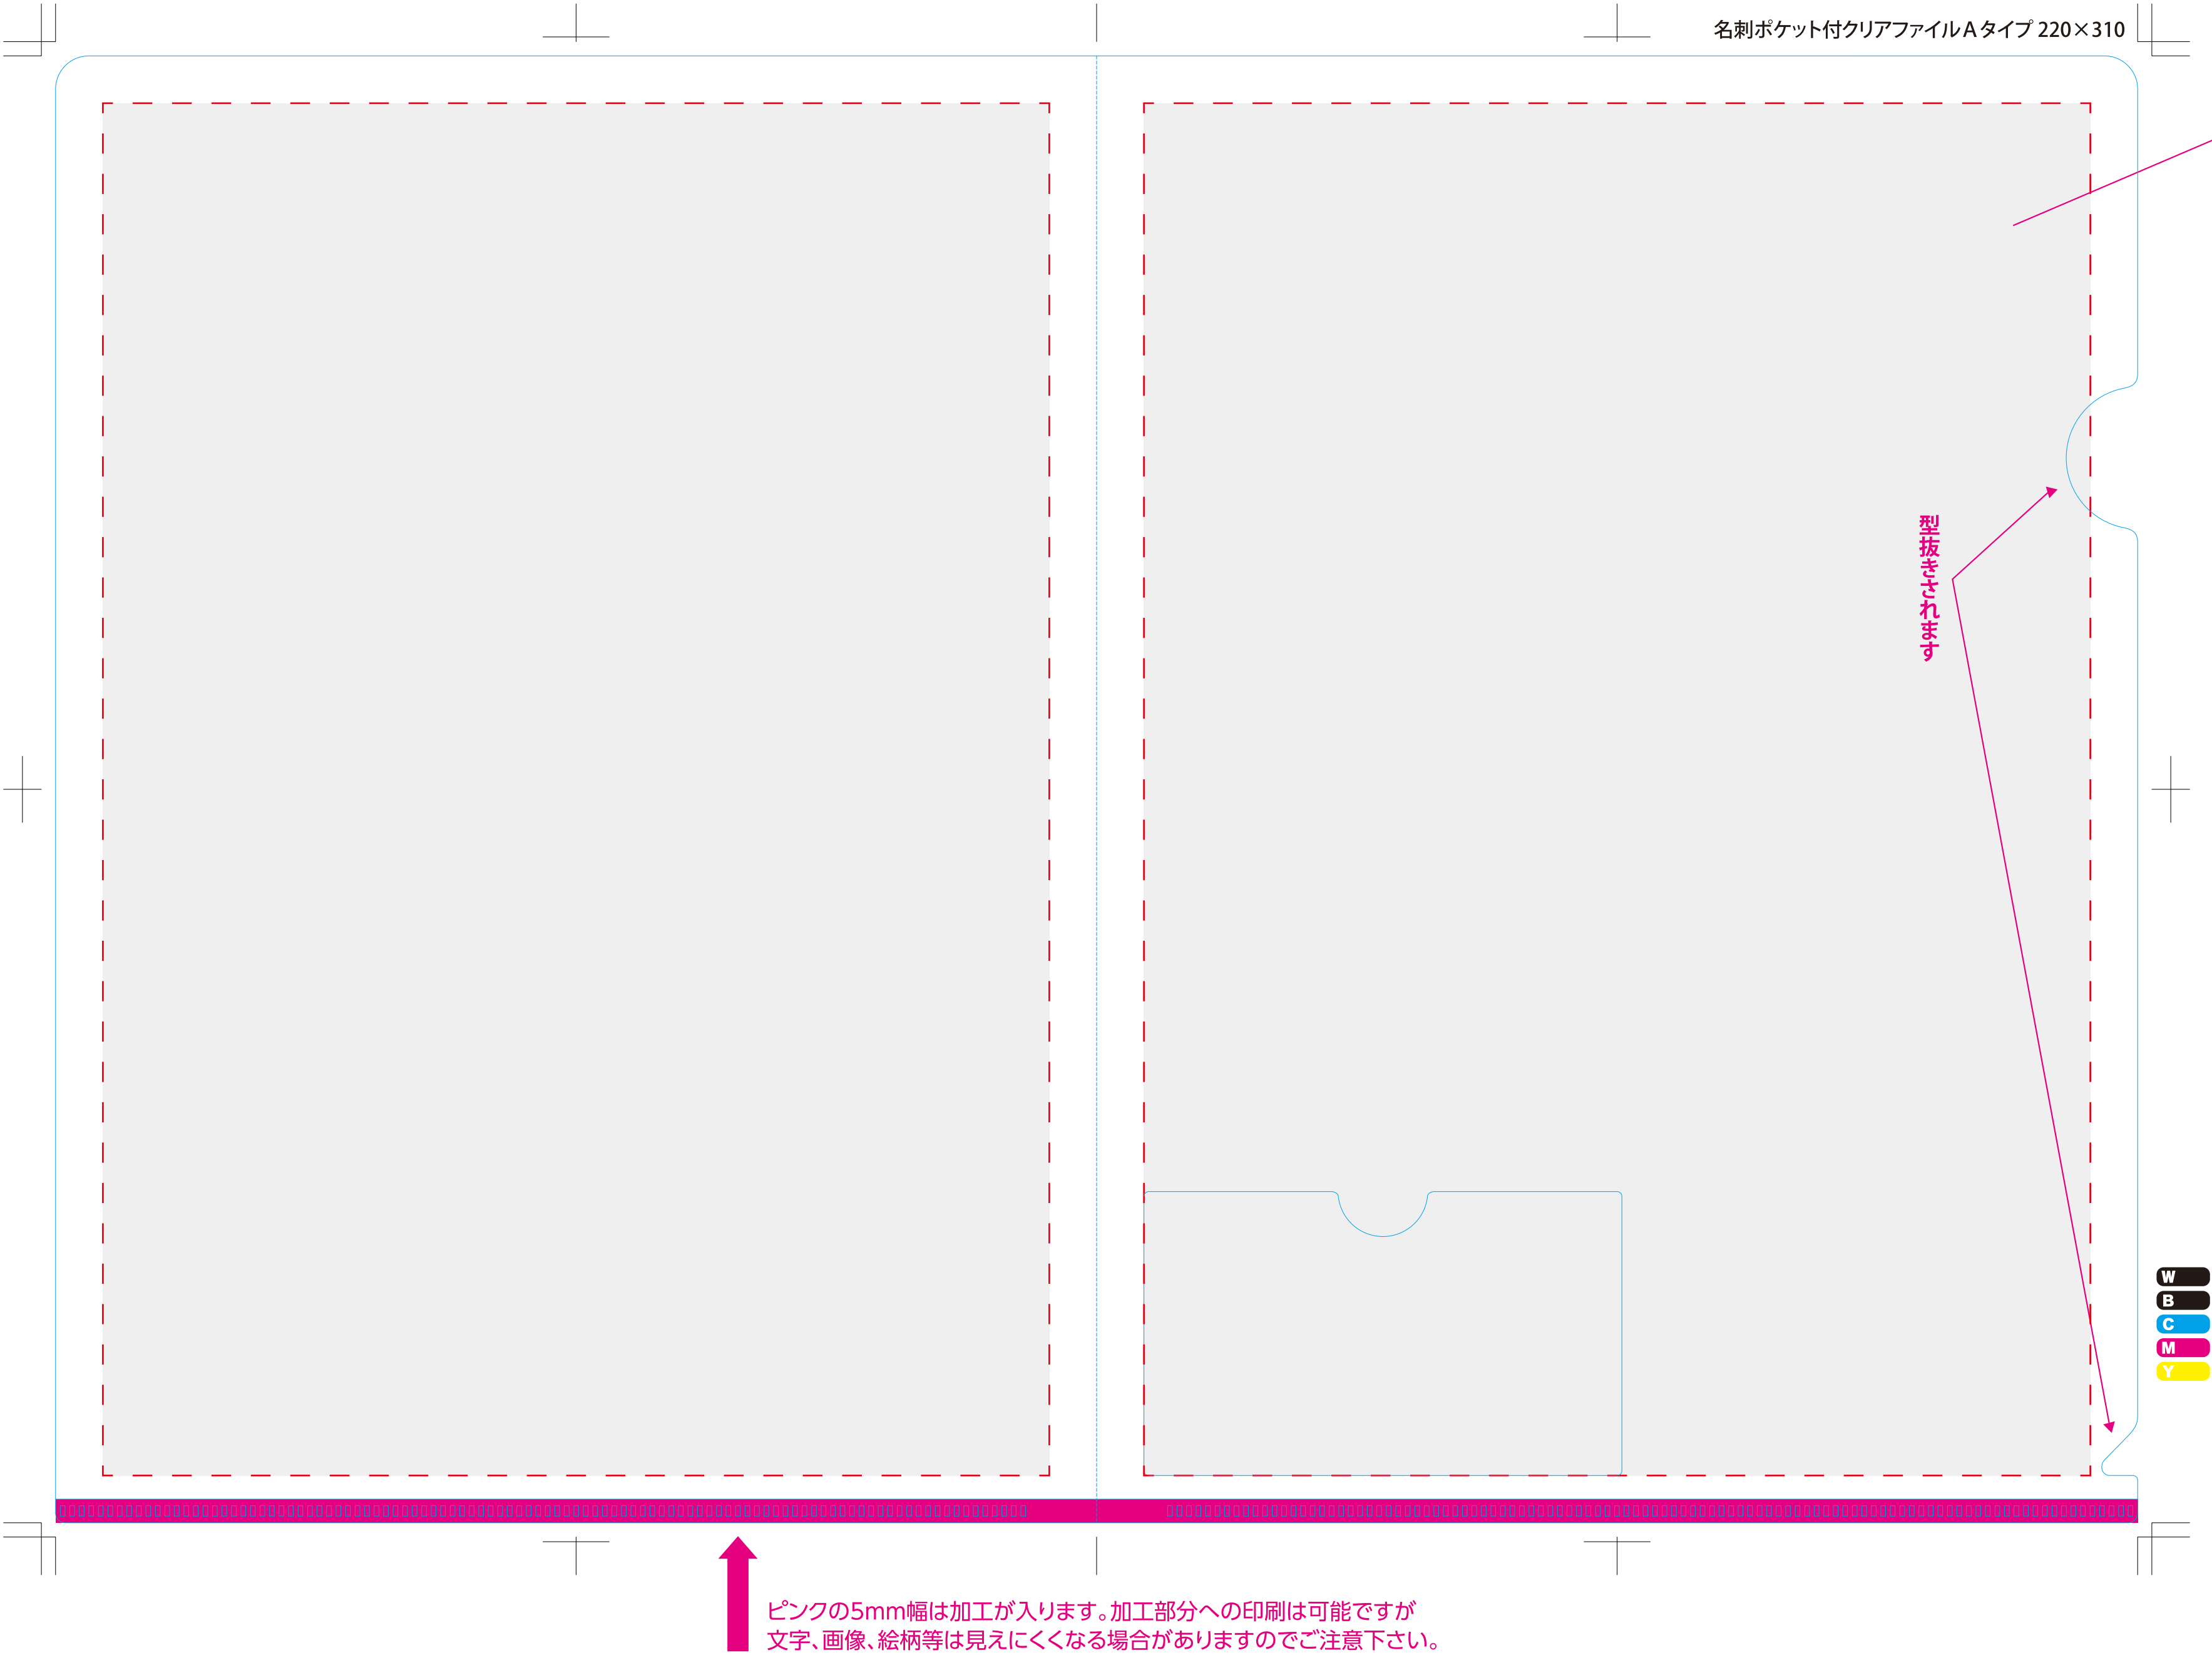 名刺ポケット付クリアファイル A タイプ 220×310
型抜きされます
W
B
C
M
Y
ピンクの5mm幅は加工が入ります。加工部分への印刷は可能ですが
文字、画像、絵柄等は見えにくくなる場合がありますのでご注意下さい。